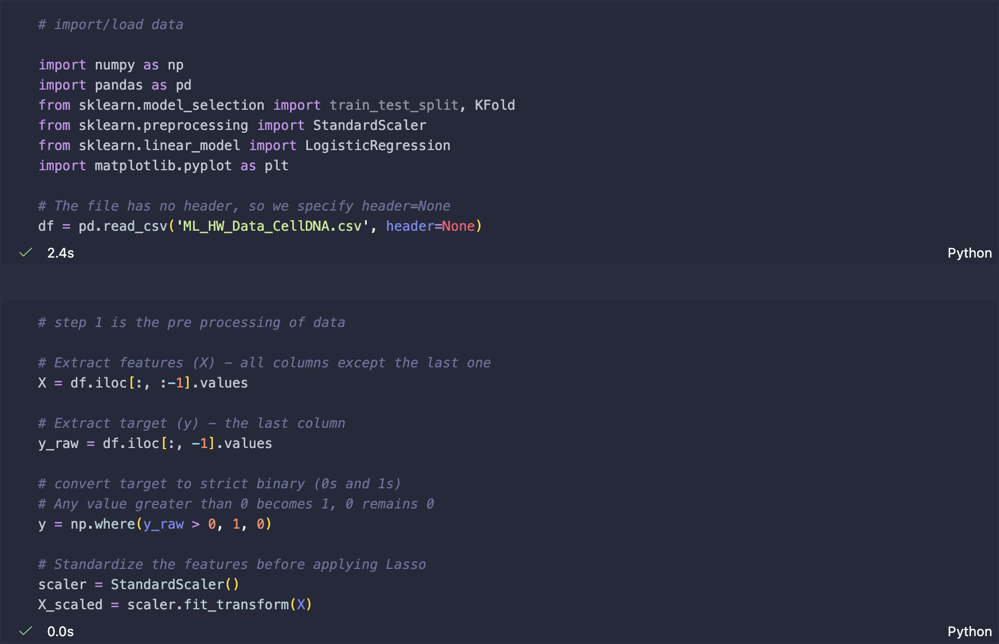 # import/load data
import numpy as np
import pandas as pd
from sklearn.model_selection import train_test_split, KFold
from sklearn.preprocessing import StandardScaler
from sklearn.linear_model import LogisticRegression
import matplotlib.pyplot as plt
# The file has no header, so we specify header=None
df = pd.read_csv('ML_HW_Data_CellDNA.csv', header=None)
2.4s
Python
# step 1 is the pre processing of data
# Extract features (X) – all columns except the last one
X = df.iloc[:, :-1].values
# Extract target (y) – the last column
y_raw = df.iloc[:, -1].values
# convert target to strict binary (0s and 1s)
# Any value greater than 0 becomes 1, 0 remains 0
y = np.where(y_raw > 0, 1, 0)
# Standardize the features before applying Lasso
scaler = StandardScaler()
X_scaled = scaler.fit_transform(X)
0.0s
Python